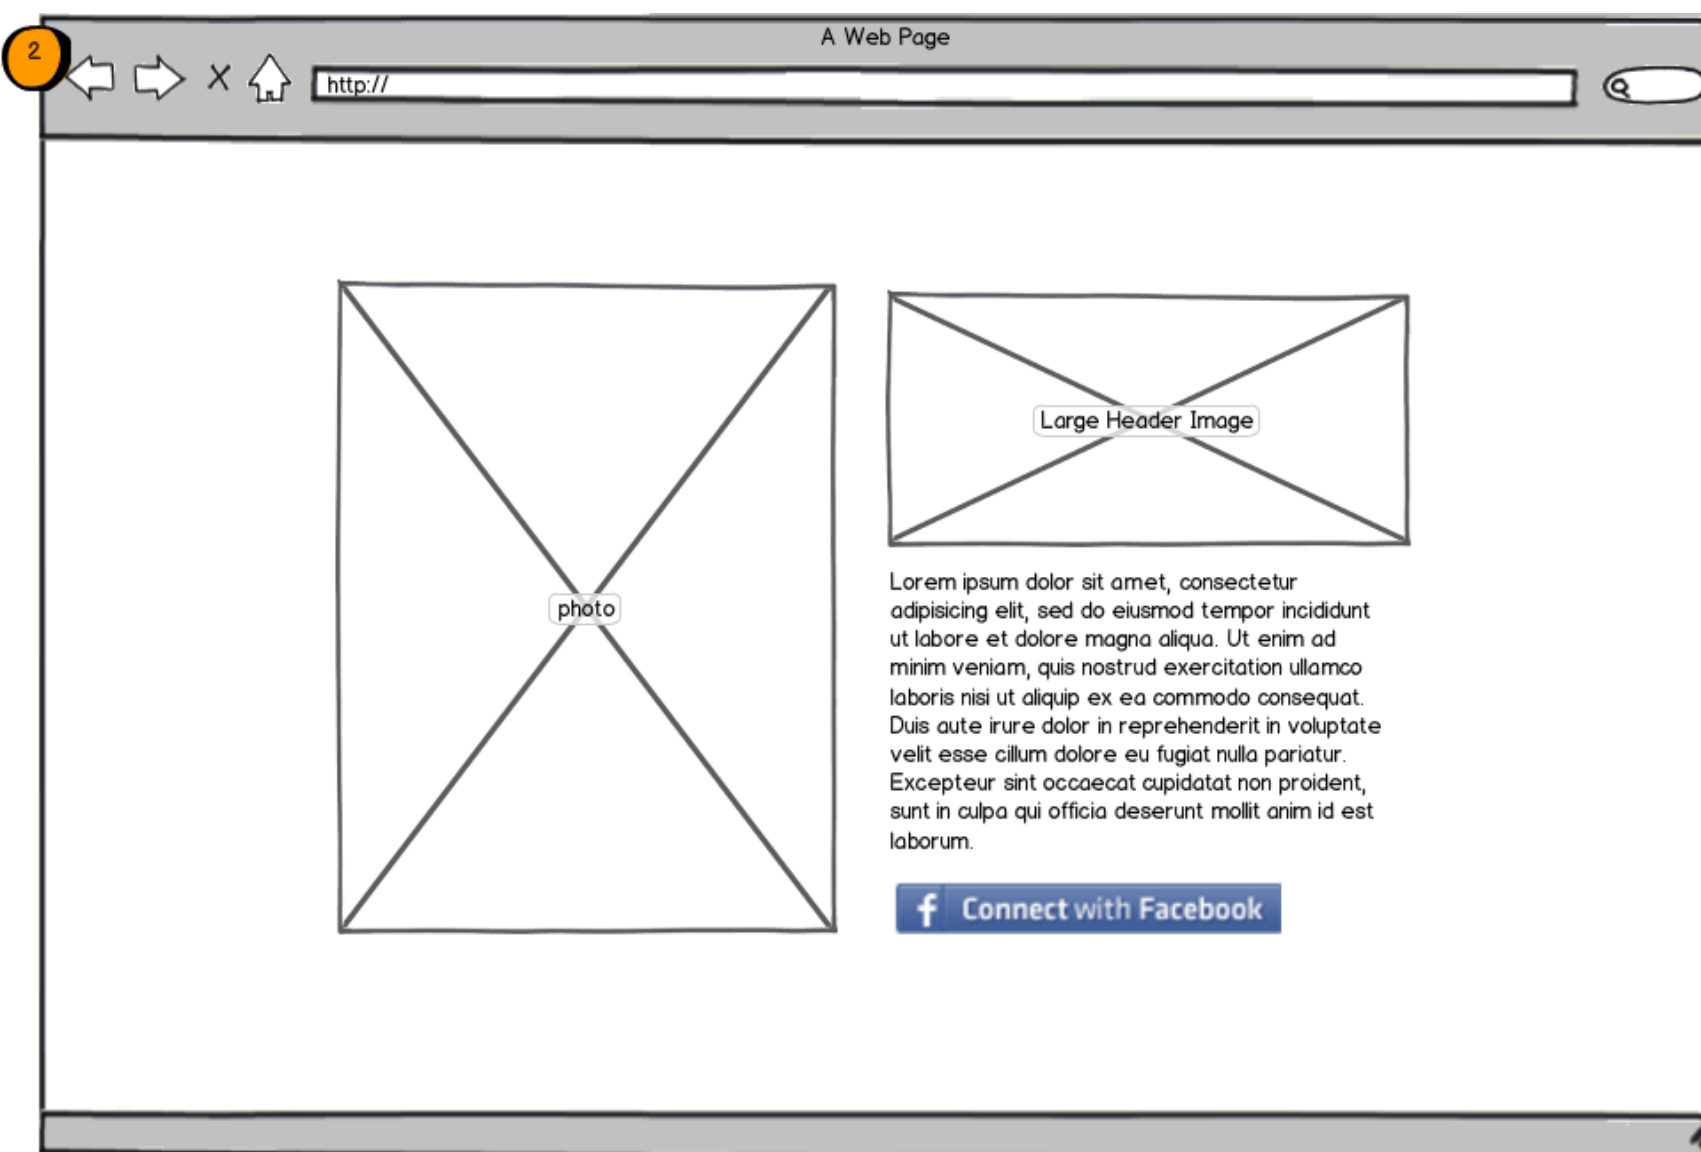 A Web Page
2
http://
photo
Large Header Image
Lorem ipsum dolor sit amet, consectetur
adipisicing elit, sed do eiusmod tempor incididunt
ut labore et dolore magna aliqua. Ut enim ad
minim veniam, quis nostrud exercitation ullamco
laboris nisi ut aliquip ex ea commodo consequat.
Duis aute irure dolor in reprehenderit in voluptate
velit esse cillum dolore eu fugiat nulla pariatur.
Excepteur sint occaecat cupidatat non proident,
sunt in culpa qui officia deserunt mollit anim id est
laborum.
f Connect with Facebook